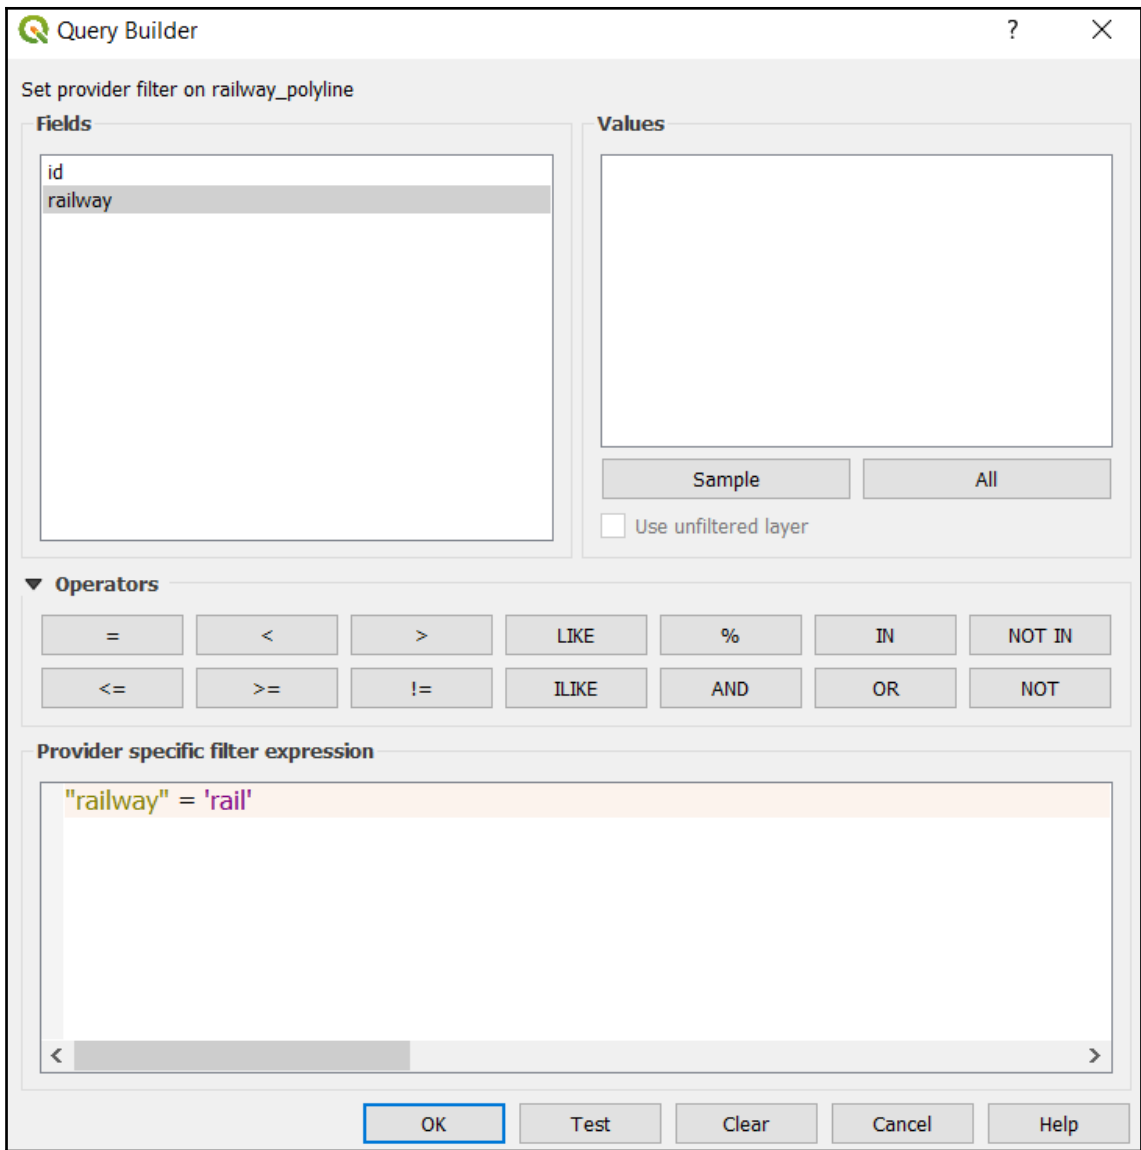 Query Builder ? ×
Set provider filter on railway_polyline
Fields
id
railway
Values
Sample All
Use unfiltered layer
Operators
= < > LIKE % IN NOT IN
<= >= != ILIKE AND OR NOT
Provider specific filter expression
"railway" = 'rail'
OK Test Clear Cancel Help